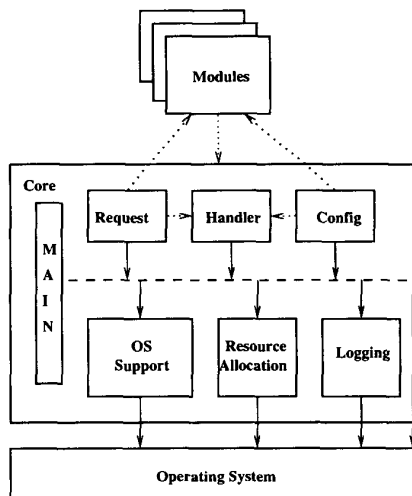 Modules
Core
Request
Handler
Config
M
A
I
N
OS
Support
Resource
Allocation
Logging
Operating System